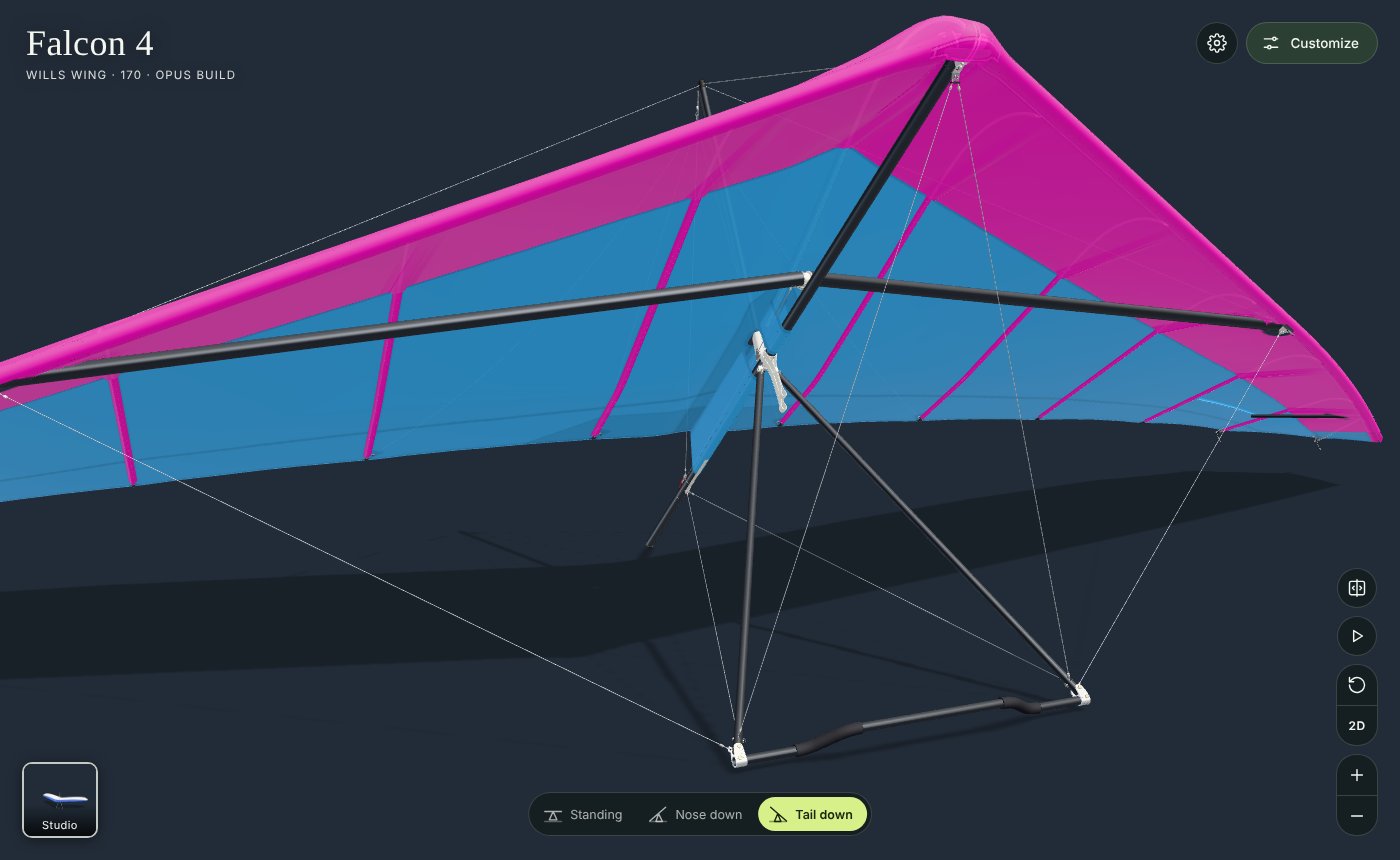 Falcon 4
WILLS WING · 170 · OPUS BUILD
Customize
2D
Studio
Standing
Nose down
Tail down